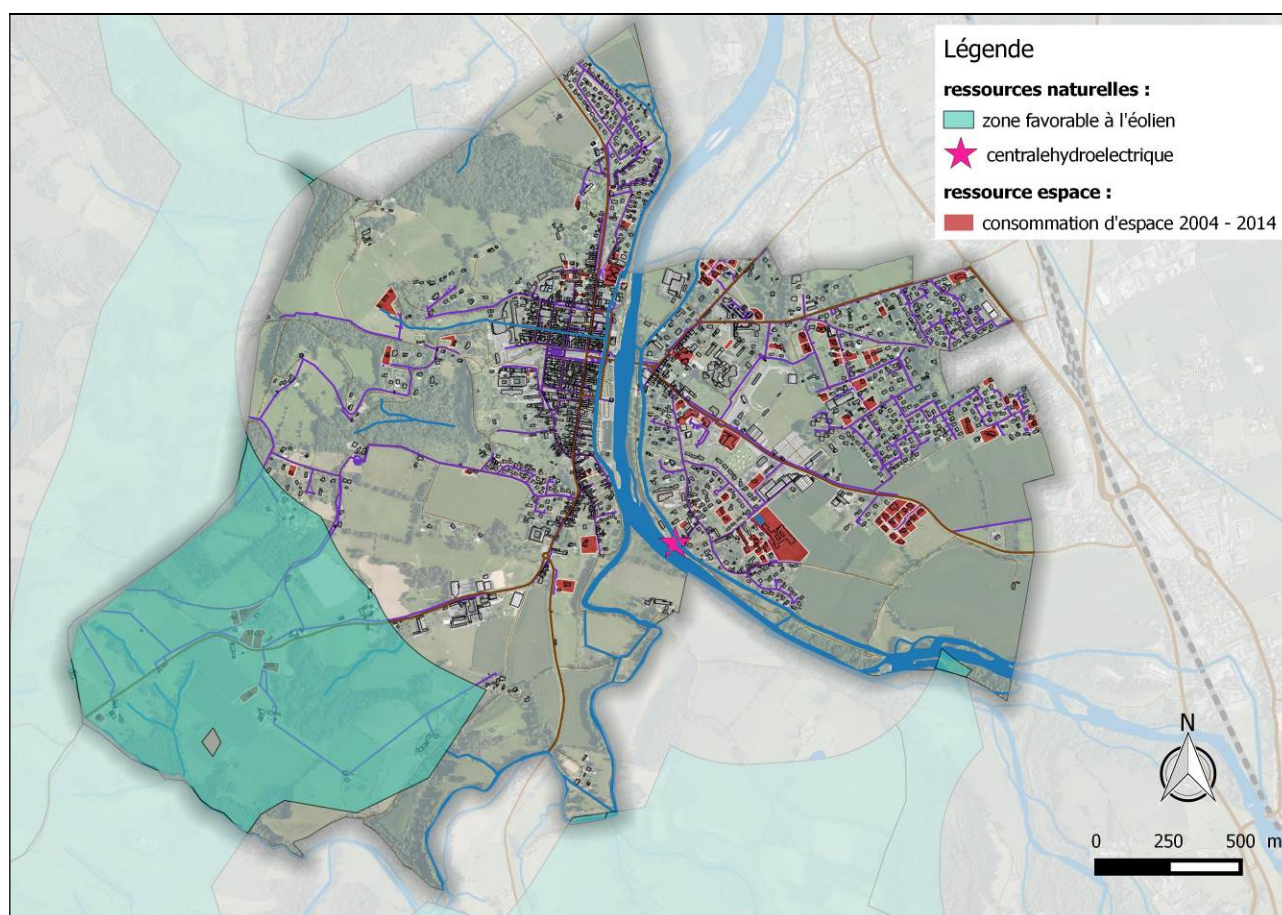 Légende
ressources naturelles :
zone favorable à l'éolien
centralehydroelectrique
ressource espace :
consommation d'espace 2004 - 2014
N
0 250 500 m